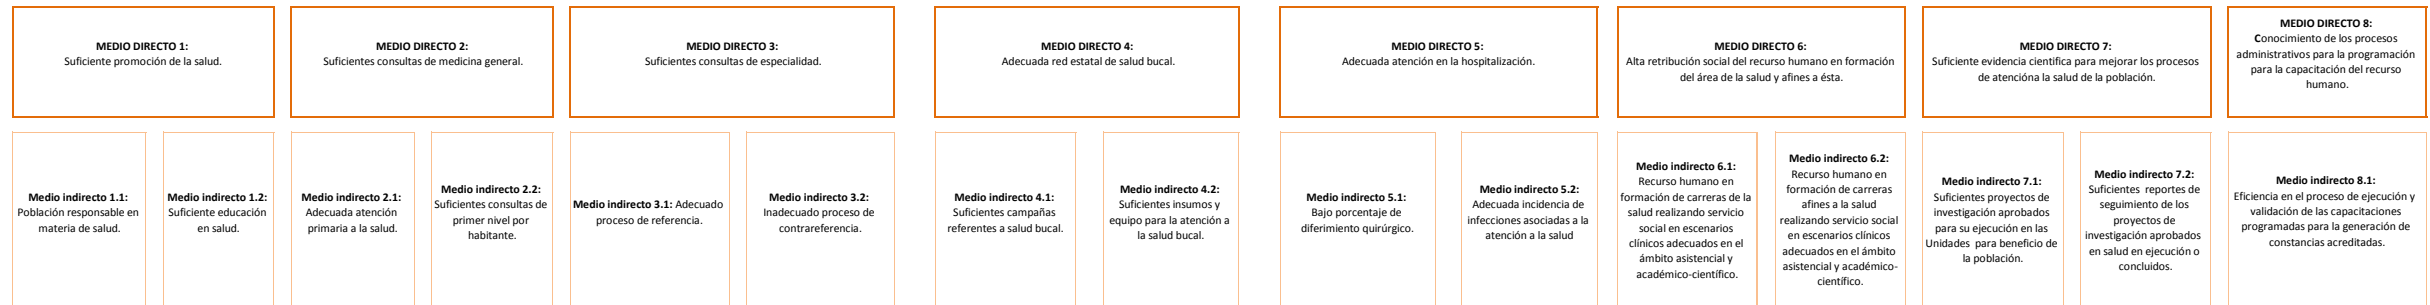 MEDIO DIRECTO 1:
Suficiente promoción de la salud.
MEDIO DIRECTO 2:
Suficientes consultas de medicina general.
MEDIO DIRECTO 3:
Suficientes consultas de especialidad.
MEDIO DIRECTO 4:
Adecuada red estatal de salud bucal.
MEDIO DIRECTO 5:
Adecuada atención en la hospitalización.
MEDIO DIRECTO 6:
Alta retribución social del recurso humano en formación
del área de la salud y afines a ésta.
MEDIO DIRECTO 7:
Suficiente evidencia cientifica para mejorar los procesos
de atencióna la salud de la población.
MEDIO DIRECTO 8:
Conocimiento de los procesos
administrativos para la programación
para la capacitación del recurso
humano.
Medio indirecto 1.1:
Población responsable en
materia de salud.
Medio indirecto 1.2:
Suficiente educación
en salud.
Medio indirecto 2.1:
Adecuada atención
primaria a la salud.
Medio indirecto 2.2:
Suficientes consultas de
primer nivel por
habitante.
Medio indirecto 3.1: Adecuado
proceso de referencia.
Medio indirecto 3.2:
Inadecuado proceso de
contrareferencia.
Medio indirecto 4.1:
Suficientes campañas
referentes a salud bucal.
Medio indirecto 4.2:
Suficientes insumos y
equipo para la atención a
la salud bucal.
Medio indirecto 5.1:
Bajo porcentaje de
diferimiento quirúrgico.
Medio indirecto 5.2:
Adecuada incidencia de
infecciones asociadas a la
atención a la salud
Medio indirecto 6.1:
Recurso humano en
formación de carreras de la
salud realizando servicio
social en escenarios
clínicos adecuados en el
ámbito asistencial y
académico-científico.
Medio indirecto 6.2:
Recurso humano en
formación de carreras
afines a la salud
realizando servicio social
en escenarios clínicos
adecuados en el ámbito
asistencial y académico-
científico.
Medio indirecto 7.1:
Suficientes proyectos de
investigación aprobados
para su ejecución en las
Unidades para beneficio de
la población.
Medio indirecto 7.2:
Suficientes reportes de
seguimiento de los
proyectos de
investigación aprobados
en salud en ejecución o
concluidos.
Medio indirecto 8.1:
Eficiencia en el proceso de ejecución y
validación de las capacitaciones
programadas para la generación de
constancias acreditadas.